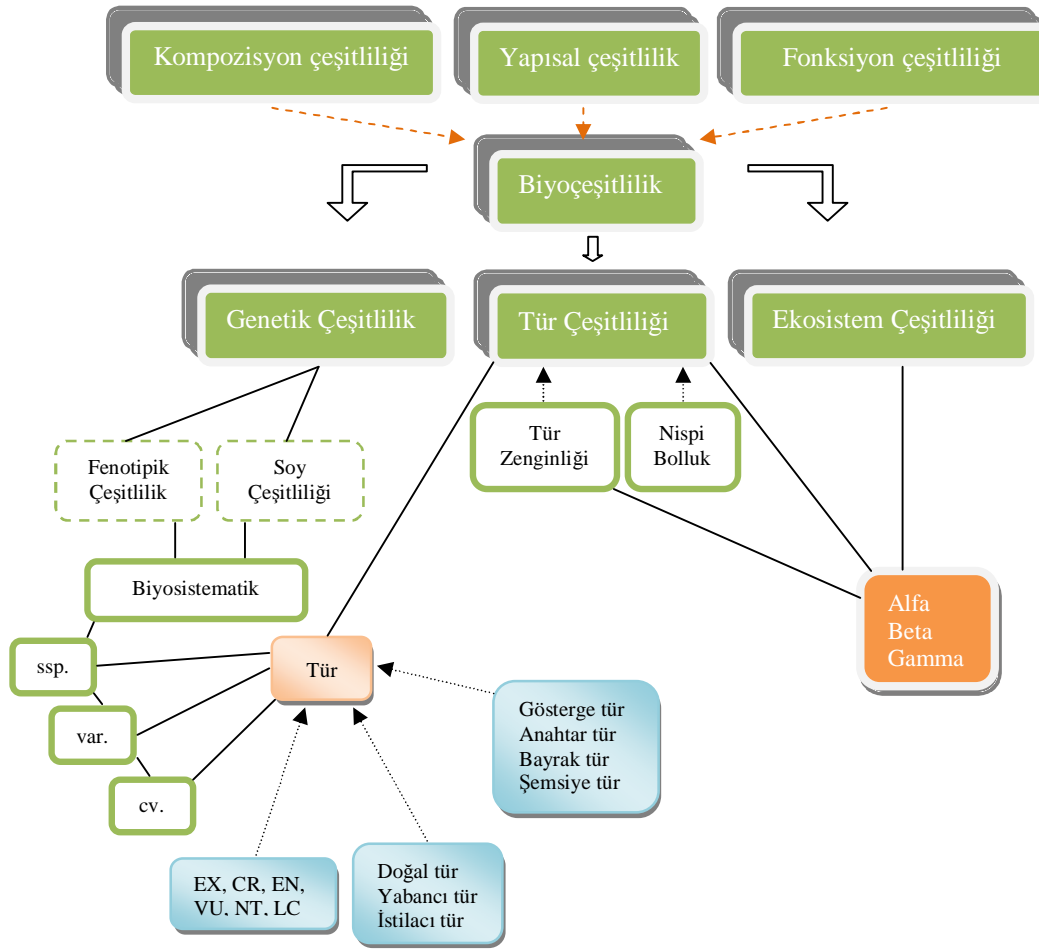 Kompozisyon çeşitliliği
Yapısal çeşitlilik
Fonksiyon çeşitliliği
Biyoçeşitlilik
Genetik Çeşitlilik
Tür Çeşitliliği
Ekosistem Çeşitliliği
Tür
Zenginliği
Nispi
Bolluk
Fenotipik
Çeşitlilik
Soy
Çeşitliliği
Biyosistematik
Alfa
Beta
Gamma
ssp.
Tür
var.
cv.
Gösterge tür
Anahtar tür
Bayrak tür
Şemsiye tür
EX, CR, EN,
VU, NT, LC
Doğal tür
Yabancı tür
İstilacı tür